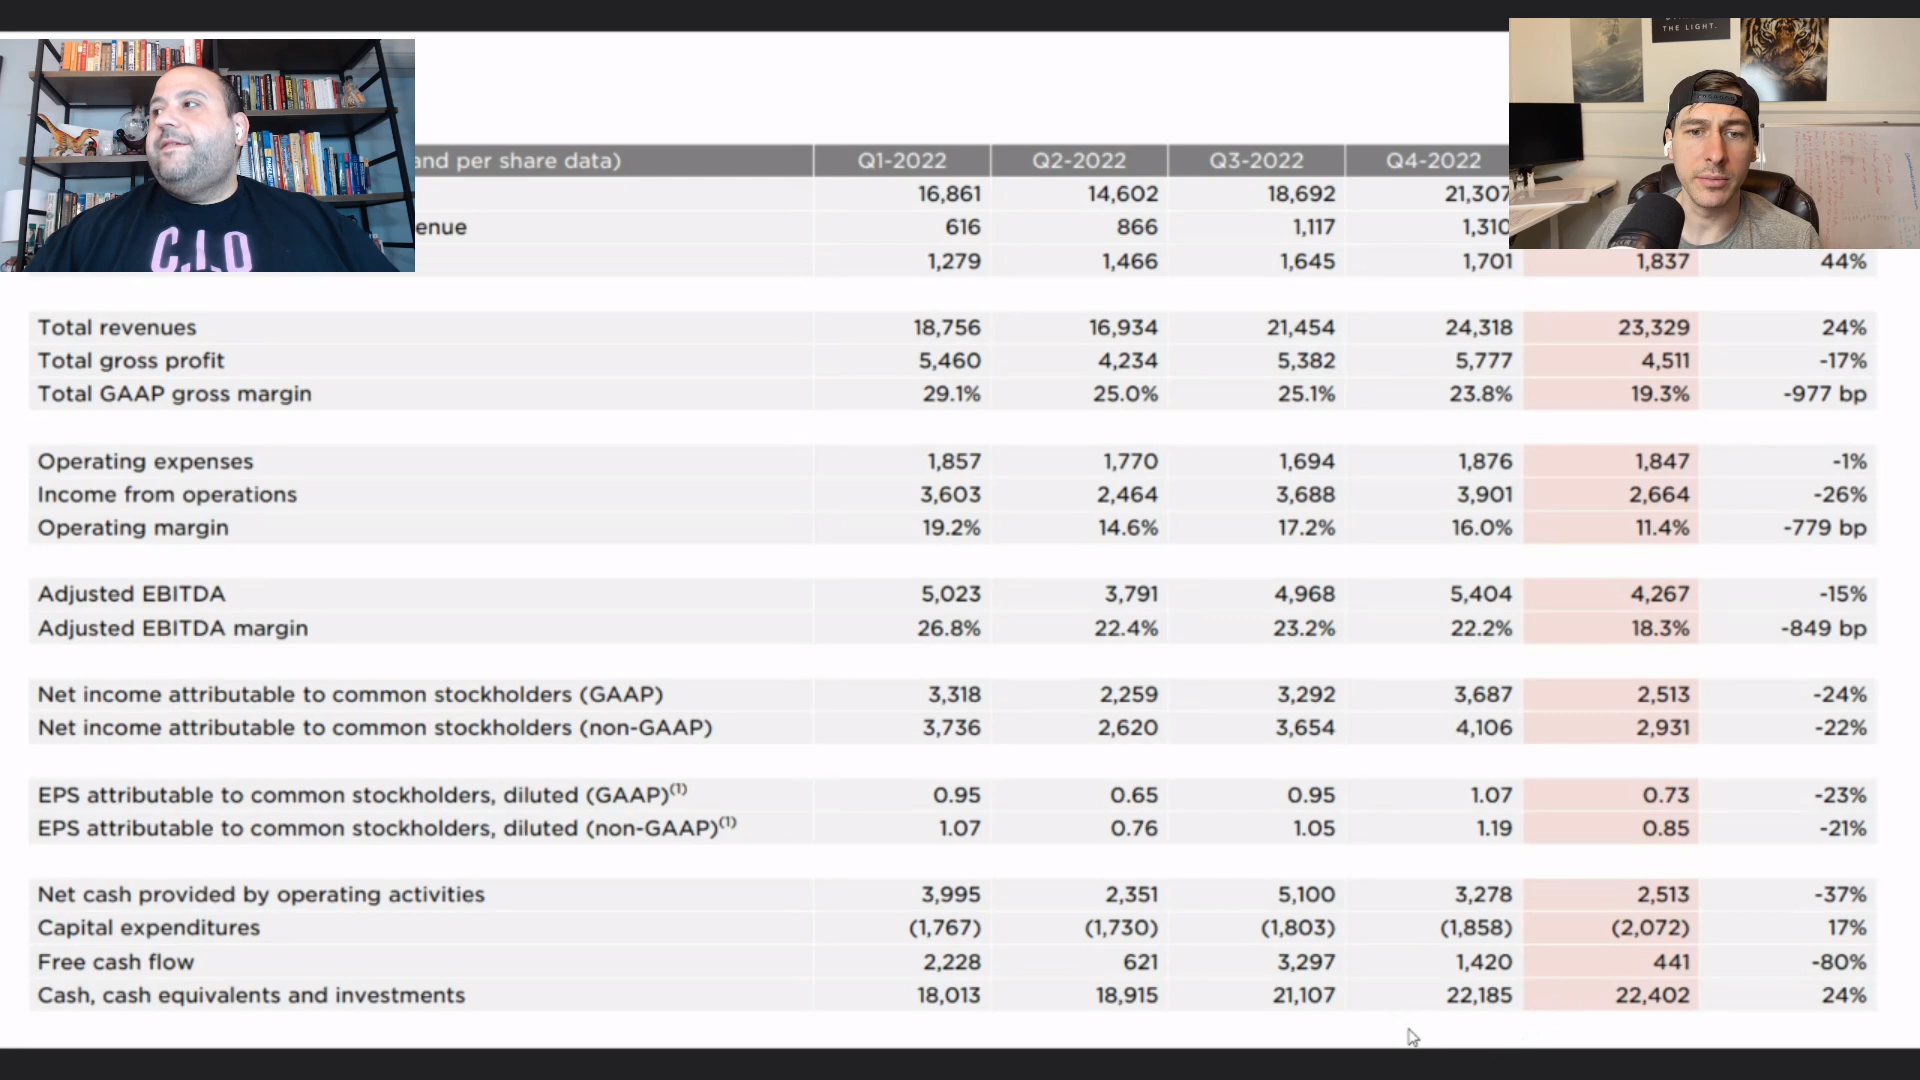 THE LIGHT.
C.I.O
and per share data) Q1-2022 Q2-2022 Q3-2022 Q4-2022
16,861 14,602 18,692 21,307
enue 616 866 1,117 1,310
1,279 1,466 1,645 1,701 1,837 44%
Total revenues 18,756 16,934 21,454 24,318 23,329 24%
Total gross profit 5,460 4,234 5,382 5,777 4,511 -17%
Total GAAP gross margin 29.1% 25.0% 25.1% 23.8% 19.3% -977 bp
Operating expenses 1,857 1,770 1,694 1,876 1,847 -1%
Income from operations 3,603 2,464 3,688 3,901 2,664 -26%
Operating margin 19.2% 14.6% 17.2% 16.0% 11.4% -779 bp
Adjusted EBITDA 5,023 3,791 4,968 5,404 4,267 -15%
Adjusted EBITDA margin 26.8% 22.4% 23.2% 22.2% 18.3% -849 bp
Net income attributable to common stockholders (GAAP) 3,318 2,259 3,292 3,687 2,513 -24%
Net income attributable to common stockholders (non-GAAP) 3,736 2,620 3,654 4,106 2,931 -22%
EPS attributable to common stockholders, diluted (GAAP)(1) 0.95 0.65 0.95 1.07 0.73 -23%
EPS attributable to common stockholders, diluted (non-GAAP)(1) 1.07 0.76 1.05 1.19 0.85 -21%
Net cash provided by operating activities 3,995 2,351 5,100 3,278 2,513 -37%
Capital expenditures (1,767) (1,730) (1,803) (1,858) (2,072) 17%
Free cash flow 2,228 621 3,297 1,420 441 -80%
Cash, cash equivalents and investments 18,013 18,915 21,107 22,185 22,402 24%